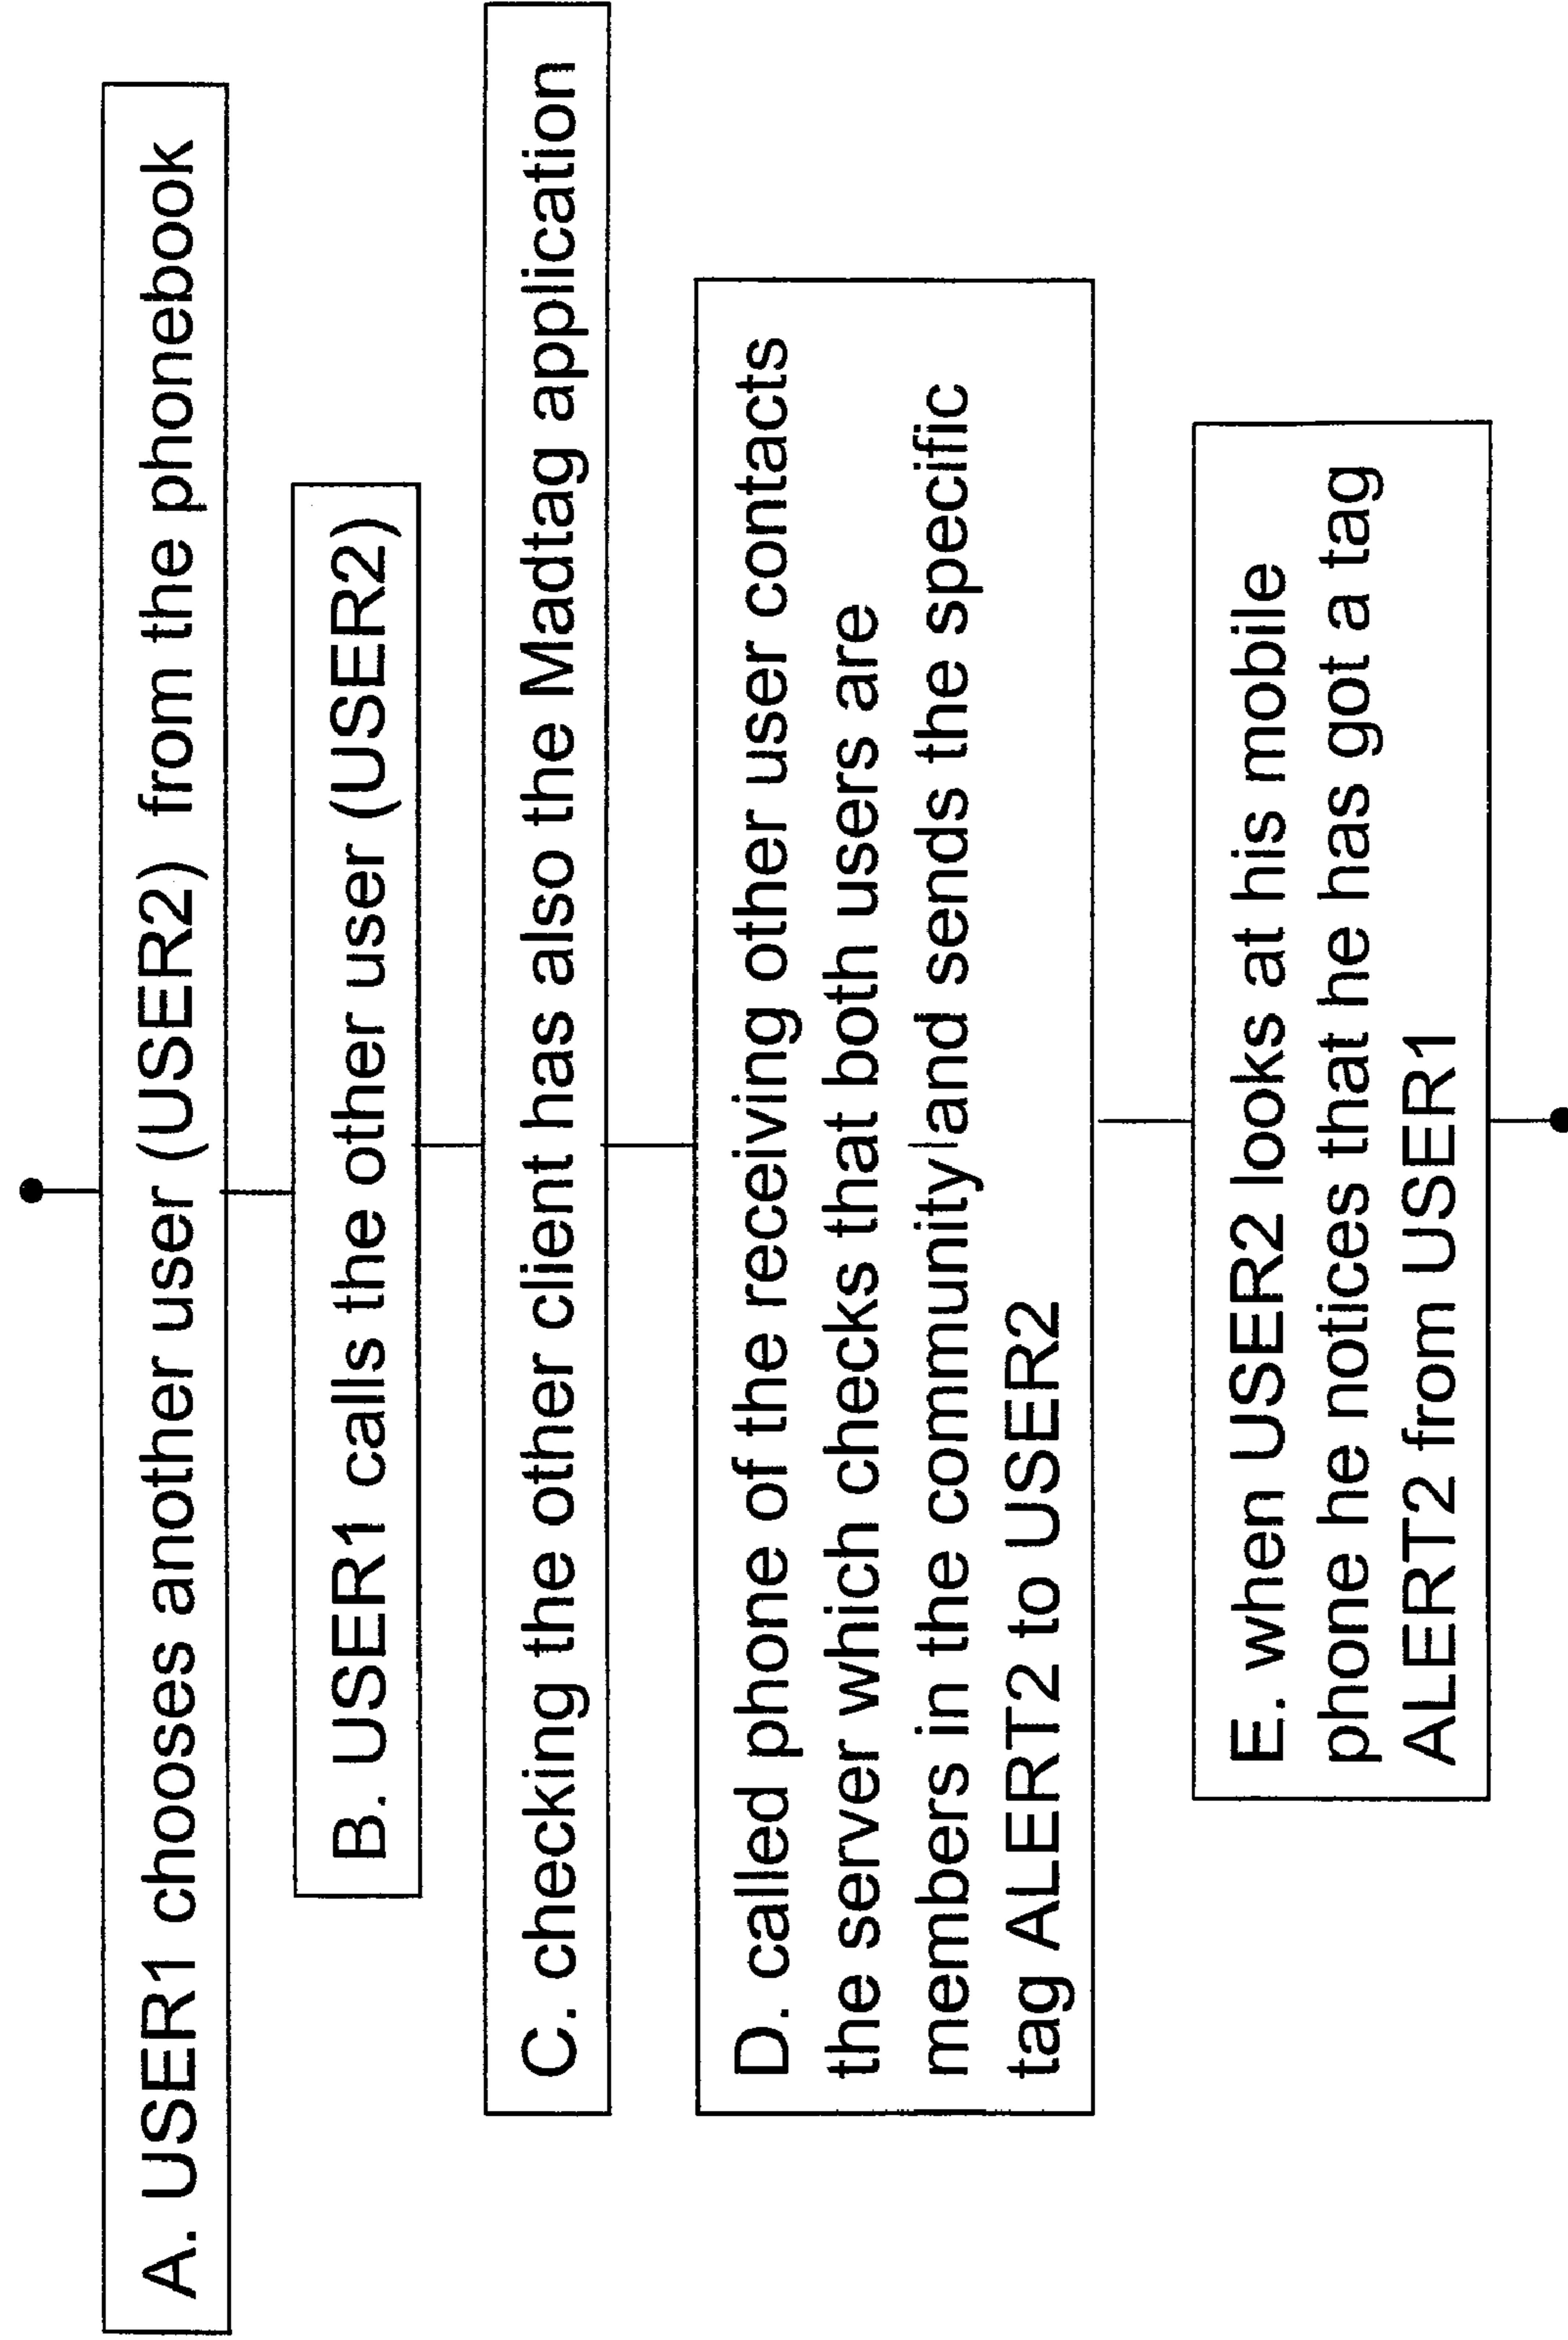 A. USER1 chooses another user (USER2) from the phonebook
B. USER1 calls the other user (USER2)
C. checking the other client has also the Madtag application
D. called phone of the receiving other user contacts
the server which checks that both users are
members in the community and sends the specific
tag ALERT2 to USER2
E. when USER2 looks at his mobile
phone he notices that he has got a tag
ALERT2 from USER1